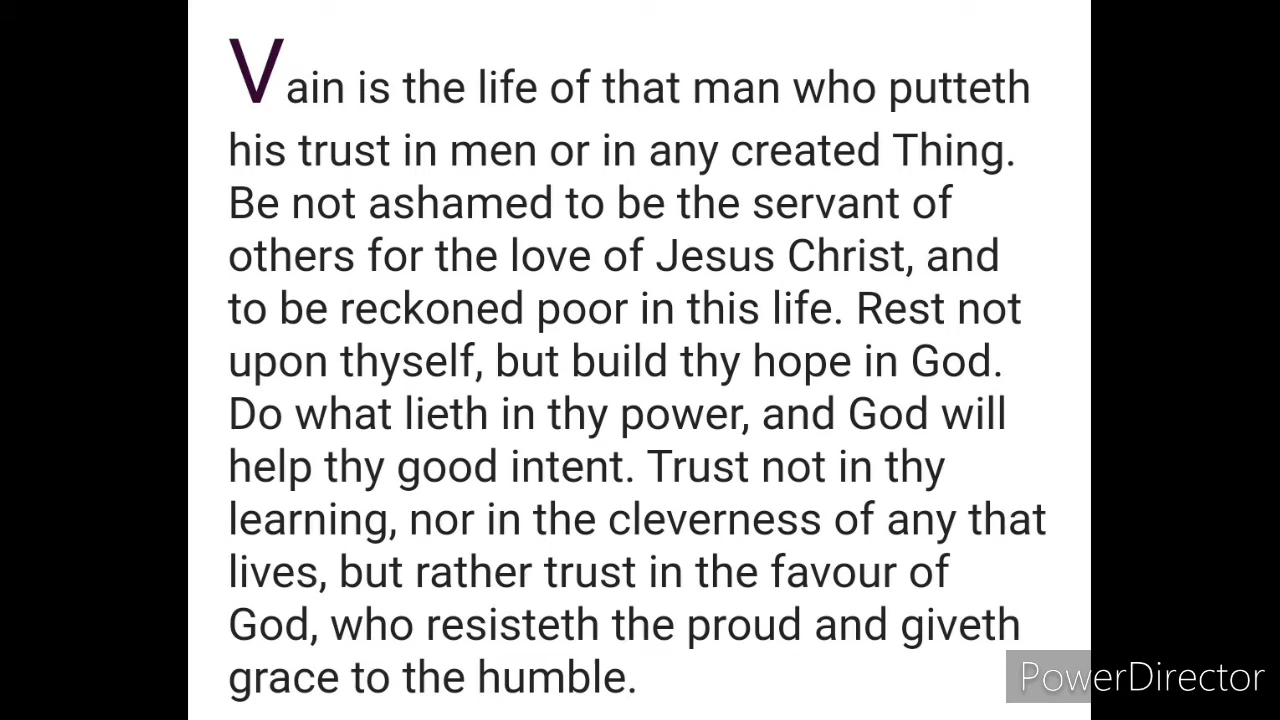 Vain is the life of that man who putteth
his trust in men or in any created Thing.
Be not ashamed to be the servant of
others for the love of Jesus Christ, and
to be reckoned poor in this life. Rest not
upon thyself, but build thy hope in God.
Do what lieth in thy power, and God will
help thy good intent. Trust not in thy
learning, nor in the cleverness of any that
lives, but rather trust in the favour of
God, who resisteth the proud and giveth
grace to the humble.
PowerDirector